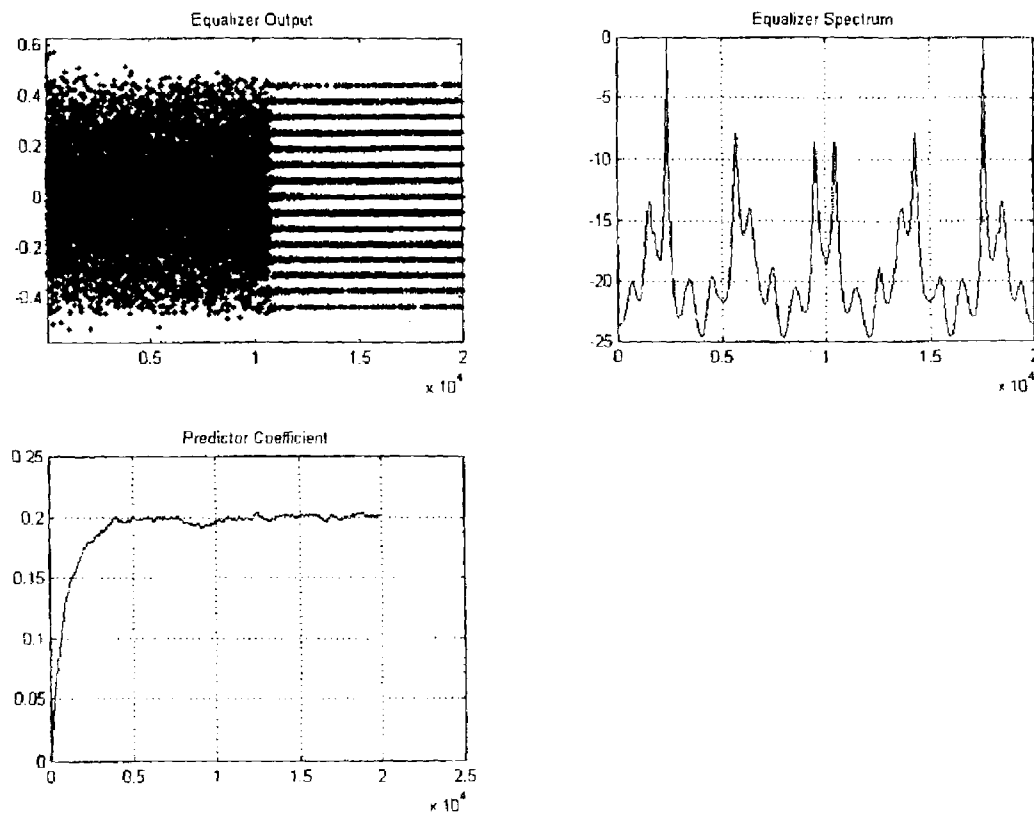 Equalizer Output
0.6
0.4
0.2
0
-0.2
-0.4
0.5 1 1.5 2
x 10^4
Equalizer Spectrum
0
-5
-10
-15
-20
-25
0 0.5 1 1.5 2
x 10^4
Predictor Coefficient
0.25
0.2
0.15
0.1
0.05
0
0 0.5 1 1.5 2 2.5
x 10^4